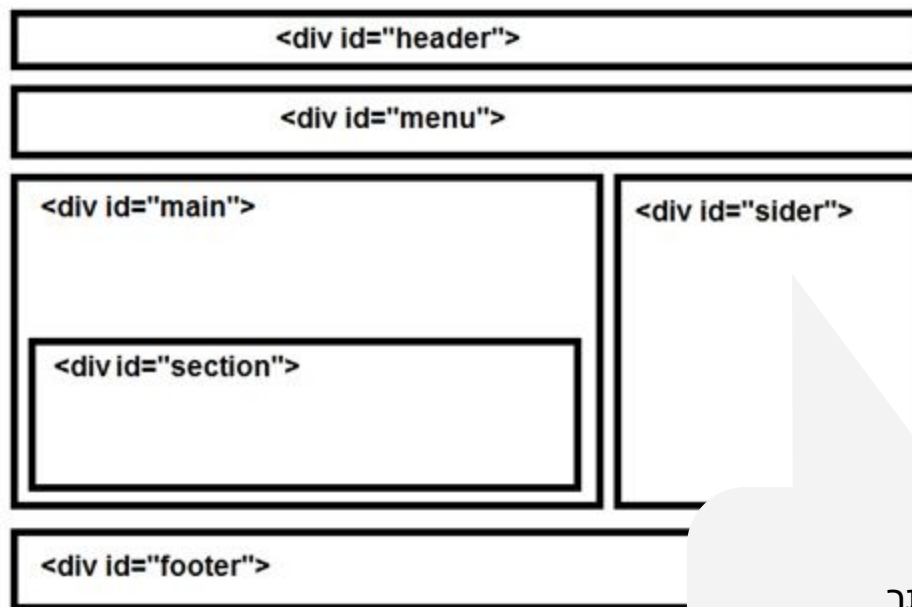 <div id="header">
<div id="menu">
<div id="main">
<div id="sider">
<div id="section">
<div id="footer">